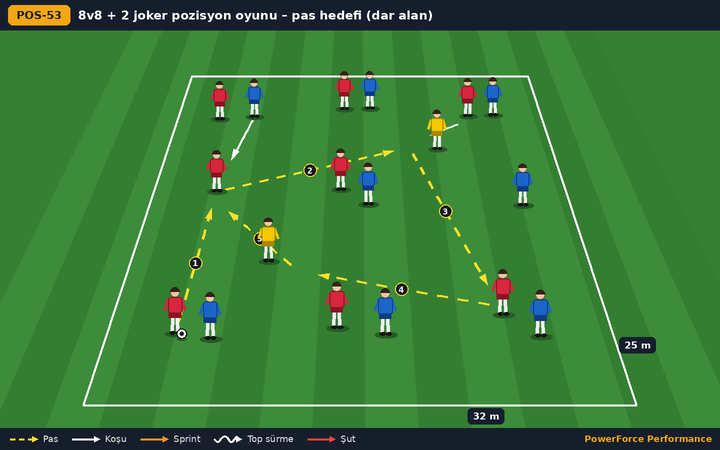 POS-53 8v8 + 2 joker pozisyon oyunu – pas hedefi (dar alan)
2
3
5
1
4
25 m
32 m
Pas Koşu Sprint Top sürme Şut PowerForce Performance